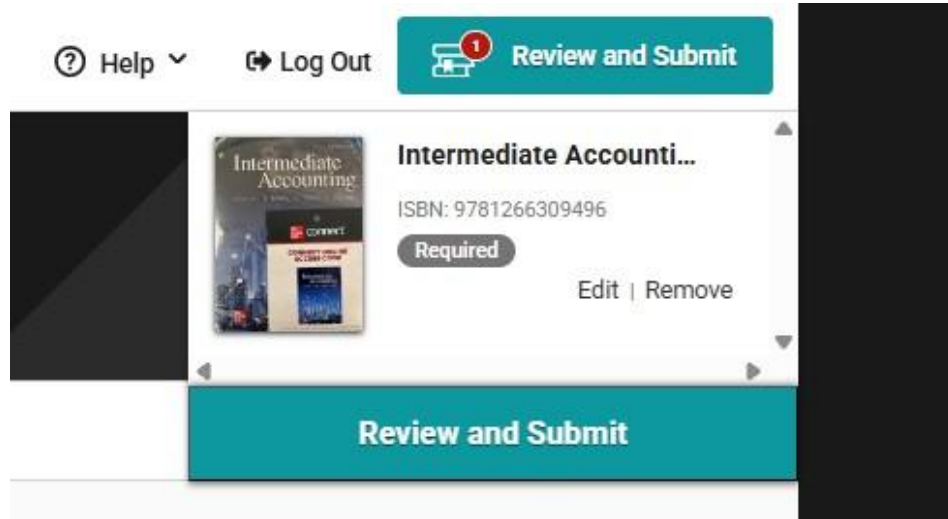 Help
Log Out
1
Review and Submit
Intermediate
Accounting
connect
Intermediate Accounti...
ISBN: 9781266309496
Required
Edit | Remove
Review and Submit